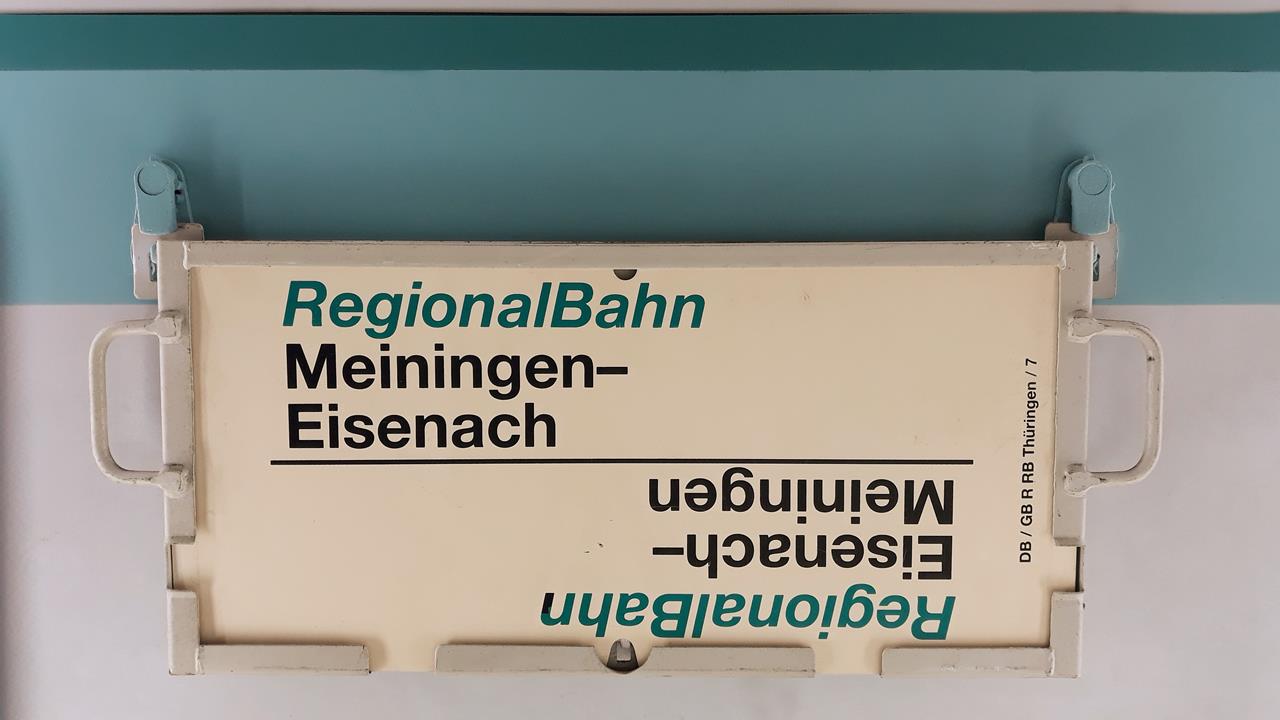 RegionalBahn
Meiningen–
Eisenach
RegionalBahn
Eisenach–
Meiningen
DB / GB R RB Thüringen / 7